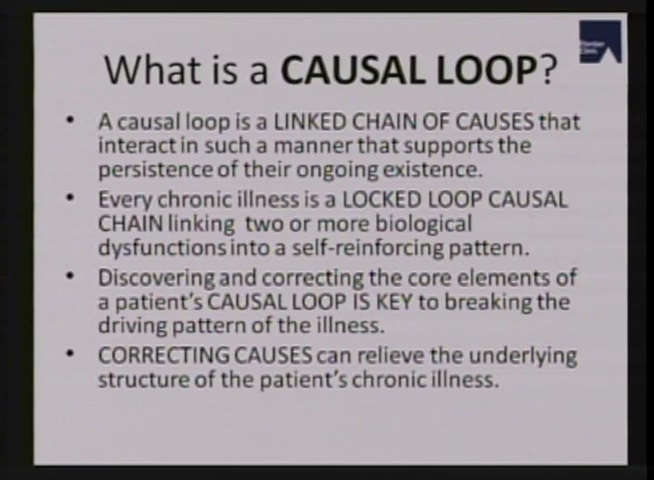 What is a CAUSAL LOOP?
• A causal loop is a LINKED CHAIN OF CAUSES that
interact in such a manner that supports the
persistence of their ongoing existence.
• Every chronic illness is a LOCKED LOOP CAUSAL
CHAIN linking two or more biological
dysfunctions into a self-reinforcing pattern.
• Discovering and correcting the core elements of
a patient's CAUSAL LOOP IS KEY to breaking the
driving pattern of the illness.
• CORRECTING CAUSES can relieve the underlying
structure of the patient's chronic illness.